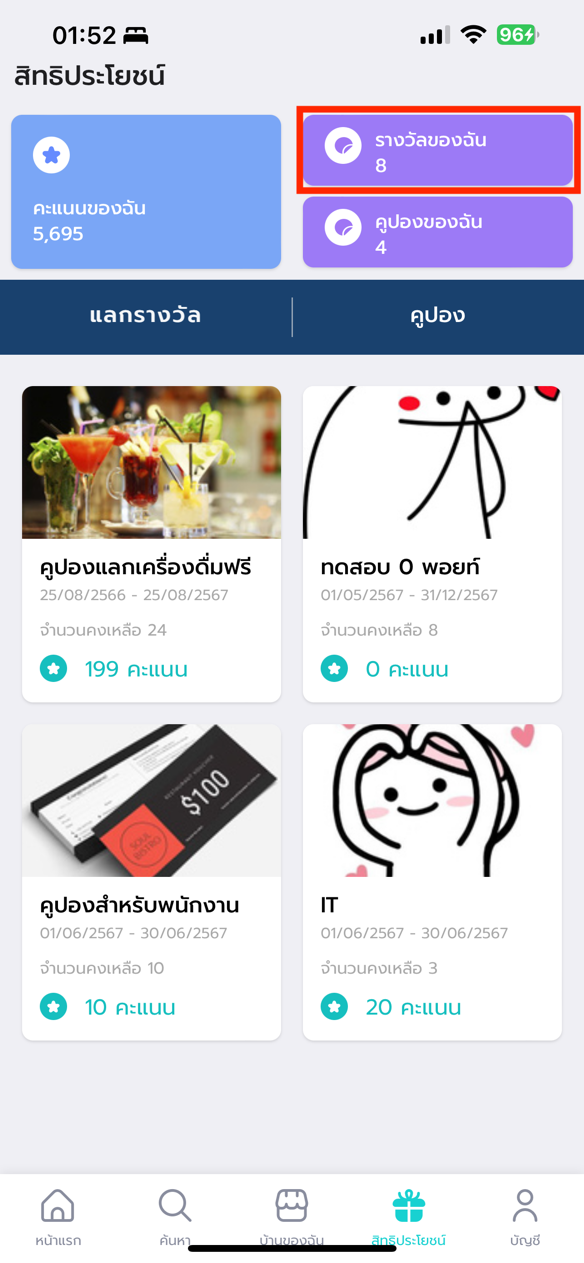 01:52
96
สิทธิประโยชน์
คะแนนของฉัน
5,695
รางวัลของฉัน
8
คูปองของฉัน
4
แลกรางวัล
คูปอง
คูปองแลกเครื่องดื่มฟรี
25/08/2566 - 25/08/2567
จำนวนคงเหลือ 24
199 คะแนน
ทดสอบ 0 พอยท์
01/05/2567 - 31/12/2567
จำนวนคงเหลือ 8
0 คะแนน
RESTAURANT VOUCHER
$100
SOUL
BISTRO
คูปองสำหรับพนักงาน
01/06/2567 - 30/06/2567
จำนวนคงเหลือ 10
10 คะแนน
IT
01/06/2567 - 30/06/2567
จำนวนคงเหลือ 3
20 คะแนน
หน้าแรก
ค้นหา
บ้านของฉัน
สิทธิประโยชน์
บัญชี